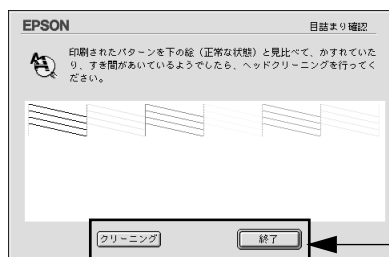 EPSON
目詰まり確認
印刷されたパターンを下の絵（正常な状態）と見比べて、かすれていた
り、すき間があいているようでしたら、ヘッドクリーニングを行ってく
ださい。
クリーニング
終了